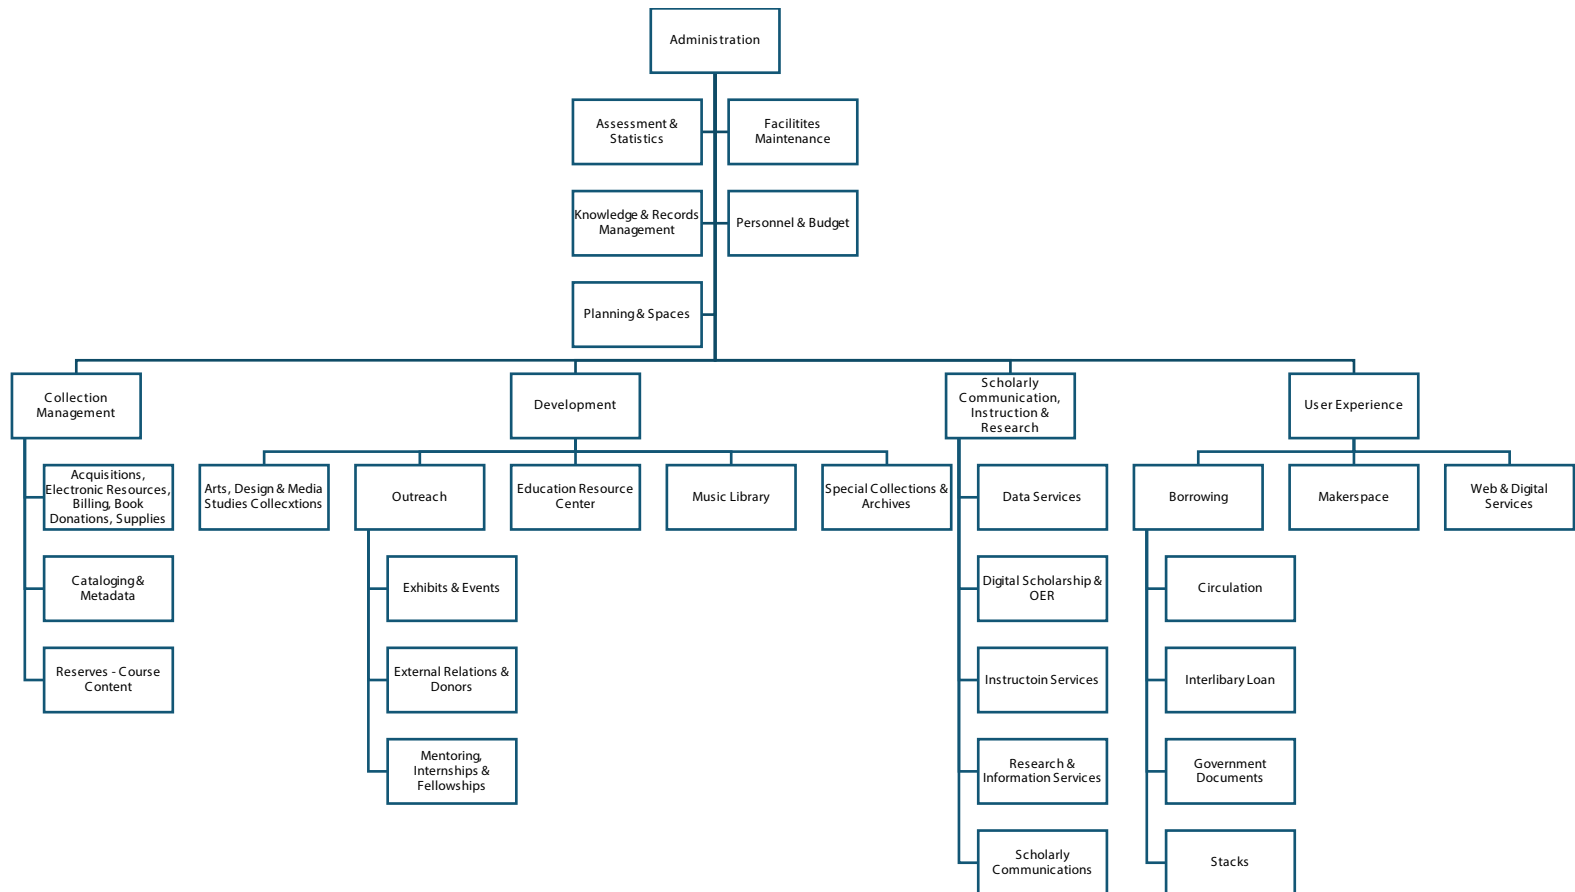 Administration
Assessment &
Statistics
Facilitites
Maintenance
Knowledge & Records
Management
Personnel & Budget
Planning & Spaces
Collection
Management
Development
Scholarly
Communication,
Instruction &
Research
User Experience
Acquisitions,
Electronic Resources,
Billing, Book
Donations, Supplies
Arts, Design & Media
Studies Collecxtions
Outreach
Education Resource
Center
Music Library
Special Collections &
Archives
Data Services
Borrowing
Makerspace
Web & Digital
Services
Cataloging &
Metadata
Exhibits & Events
Digital Scholarship &
OER
Circulation
Reserves - Course
Content
External Relations &
Donors
Instructoin Services
Interlibary Loan
Mentoring,
Internships &
Fellowships
Research &
Information Services
Government
Documents
Scholarly
Communications
Stacks